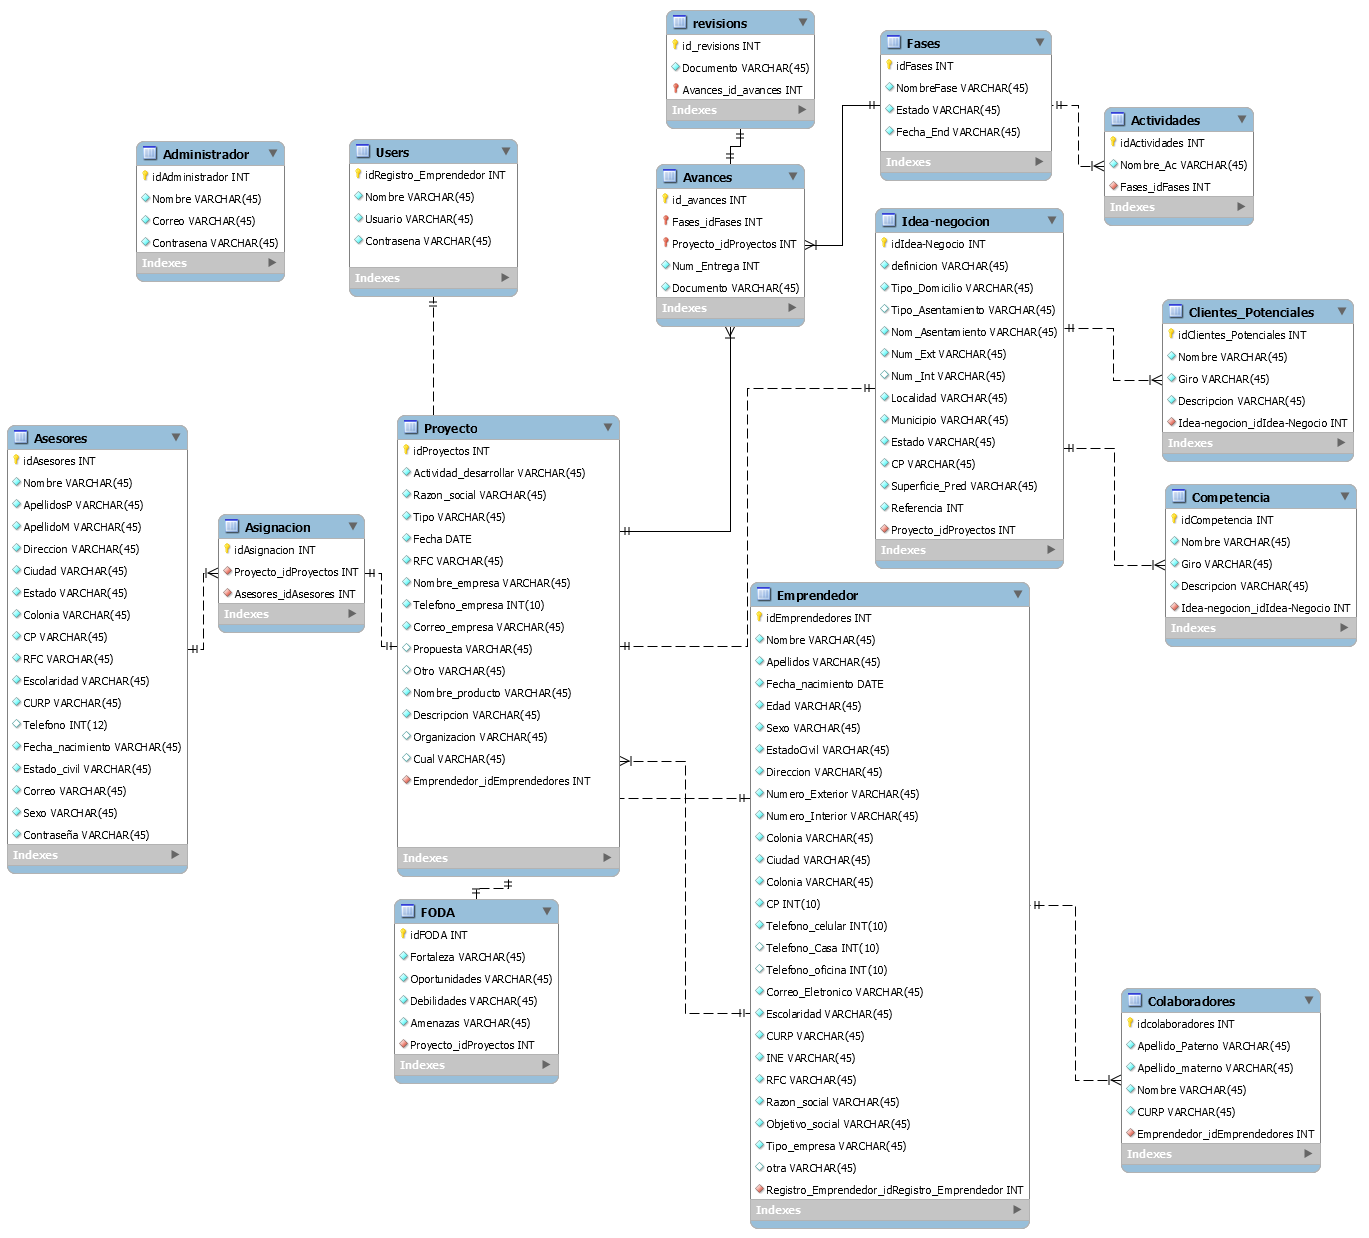 revisions
id_revisions INT
Documento VARCHAR(45)
Avances_id_avances INT
Indexes
Fases
idFases INT
NombreFase VARCHAR(45)
Estado VARCHAR(45)
Fecha_End VARCHAR(45)
Indexes
Actividades
idActividades INT
Nombre_Ac VARCHAR(45)
Fases_idFases INT
Indexes
Administrador
idAdministrador INT
Nombre VARCHAR(45)
Correo VARCHAR(45)
Contrasena VARCHAR(45)
Indexes
Users
idRegistro_Emprendedor INT
Nombre VARCHAR(45)
Usuario VARCHAR(45)
Contrasena VARCHAR(45)
Indexes
Avances
id_avances INT
Fases_idFases INT
Proyecto_idProyectos INT
Num_Entrega INT
Documento VARCHAR(45)
Indexes
Idea-negocion
idIdea-Negocio INT
definicion VARCHAR(45)
Tipo_Domicilio VARCHAR(45)
Tipo_Asentamiento VARCHAR(45)
Nom_Asentamiento VARCHAR(45)
Num_Ext VARCHAR(45)
Num_Int VARCHAR(45)
Localidad VARCHAR(45)
Municipio VARCHAR(45)
Estado VARCHAR(45)
CP VARCHAR(45)
Superficie_Pred VARCHAR(45)
Referencia INT
Proyecto_idProyectos INT
Indexes
Clientes_Potenciales
idClientes_Potenciales INT
Nombre VARCHAR(45)
Giro VARCHAR(45)
Descripcion VARCHAR(45)
Idea-negocion_idIdea-Negocio INT
Indexes
Competencia
idCompetencia INT
Nombre VARCHAR(45)
Giro VARCHAR(45)
Descripcion VARCHAR(45)
Idea-negocion_idIdea-Negocio INT
Indexes
Asesores
idAsesores INT
Nombre VARCHAR(45)
ApellidosP VARCHAR(45)
ApellidoM VARCHAR(45)
Direccion VARCHAR(45)
Ciudad VARCHAR(45)
Estado VARCHAR(45)
Colonia VARCHAR(45)
CP VARCHAR(45)
RFC VARCHAR(45)
Escolaridad VARCHAR(45)
CURP VARCHAR(45)
Telefono INT(12)
Fecha_nacimiento VARCHAR(45)
Estado_civil VARCHAR(45)
Correo VARCHAR(45)
Sexo VARCHAR(45)
Contraseña VARCHAR(45)
Indexes
Asignacion
idAsignacion INT
Proyecto_idProyectos INT
Asesores_idAsesores INT
Indexes
Proyecto
idProyectos INT
Actividad_desarrollar VARCHAR(45)
Razon_social VARCHAR(45)
Tipo VARCHAR(45)
Fecha DATE
RFC VARCHAR(45)
Nombre_empresa VARCHAR(45)
Telefono_empresa INT(10)
Correo_empresa VARCHAR(45)
Propuesta VARCHAR(45)
Otro VARCHAR(45)
Nombre_producto VARCHAR(45)
Descripcion VARCHAR(45)
Organizacion VARCHAR(45)
Cual VARCHAR(45)
Emprendedor_idEmprendedores INT
Indexes
Emprendedor
idEmprendedores INT
Nombre VARCHAR(45)
Apellidos VARCHAR(45)
Fecha_nacimiento DATE
Edad VARCHAR(45)
Sexo VARCHAR(45)
EstadoCivil VARCHAR(45)
Direccion VARCHAR(45)
Numero_Exterior VARCHAR(45)
Numero_Interior VARCHAR(45)
Colonia VARCHAR(45)
Ciudad VARCHAR(45)
Colonia VARCHAR(45)
CP INT(10)
Telefono_celular INT(10)
Telefono_Casa INT(10)
Telefono_oficina INT(10)
Correo_Eletronico VARCHAR(45)
Escolaridad VARCHAR(45)
CURP VARCHAR(45)
INE VARCHAR(45)
RFC VARCHAR(45)
Razon_social VARCHAR(45)
Objetivo_social VARCHAR(45)
Tipo_empresa VARCHAR(45)
otra VARCHAR(45)
Registro_Emprendedor_idRegistro_Emprendedor INT
Indexes
FODA
idFODA INT
Fortaleza VARCHAR(45)
Oportunidades VARCHAR(45)
Debilidades VARCHAR(45)
Amenazas VARCHAR(45)
Proyecto_idProyectos INT
Indexes
Colaboradores
idcolaboradores INT
Apellido_Paterno VARCHAR(45)
Apellido_materno VARCHAR(45)
Nombre VARCHAR(45)
CURP VARCHAR(45)
Emprendedor_idEmprendedores INT
Indexes